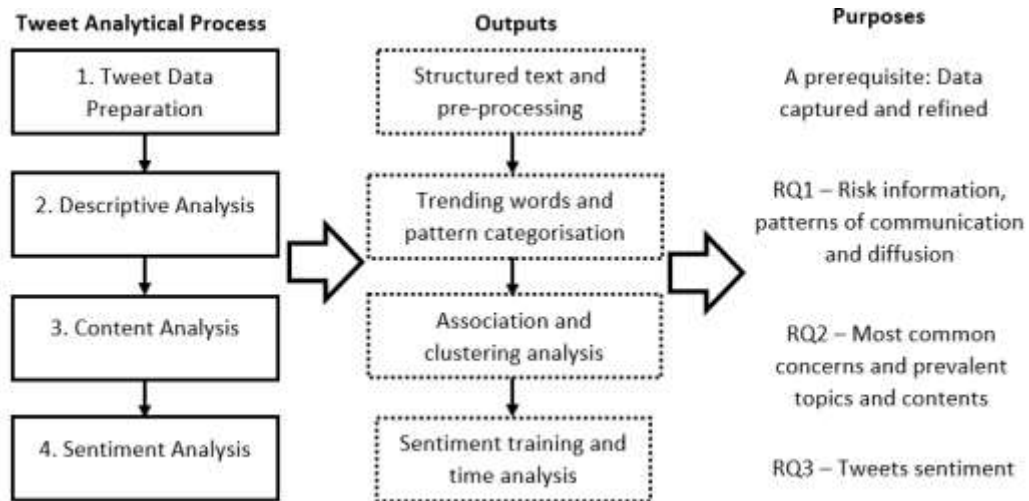 Tweet Analytical Process
1. Tweet Data
Preparation
2. Descriptive Analysis
3. Content Analysis
4. Sentiment Analysis
Outputs
Structured text and
pre-processing
Trending words and
pattern categorisation
Association and
clustering analysis
Sentiment training and
time analysis
Purposes
A prerequisite: Data
captured and refined
RQ1 – Risk information,
patterns of communication
and diffusion
RQ2 – Most common
concerns and prevalent
topics and contents
RQ3 – Tweets sentiment